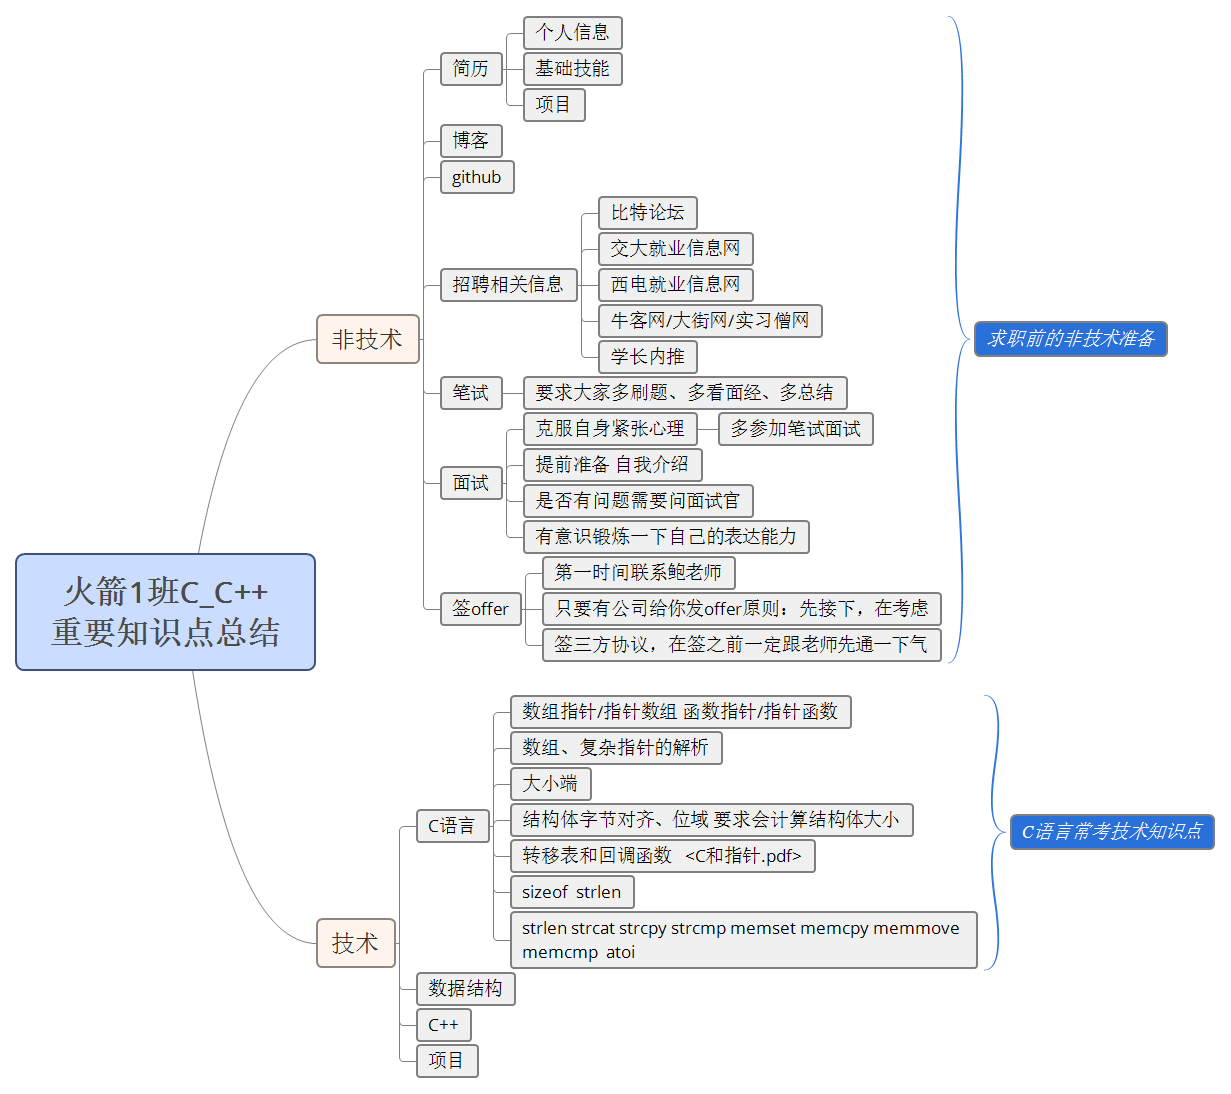 火箭1班C_C++
重要知识点总结
非技术
简历
个人信息
基础技能
项目
博客
github
招聘相关信息
比特论坛
交大就业信息网
西电就业信息网
牛客网/大街网/实习僧网
学长内推
笔试
要求大家多刷题、多看面经、多总结
面试
克服自身紧张心理
多参加笔试面试
提前准备 自我介绍
是否有问题需要问面试官
有意识锻炼一下自己的表达能力
签offer
第一时间联系鲍老师
只要有公司给你发offer原则：先接下，在考虑
签三方协议，在签之前一定跟老师先通一下气
求职前的非技术准备
技术
C语言
数组指针/指针数组 函数指针/指针函数
数组、复杂指针的解析
大小端
结构体字节对齐、位域 要求会计算结构体大小
转移表和回调函数 <C和指针.pdf>
sizeof strlen
strlen strcat strcpy strcmp memset memcpy memmove
memcmp atoi
C语言常考技术知识点
数据结构
C++
项目